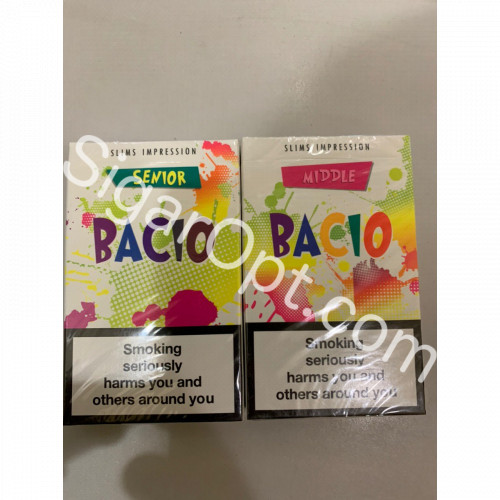 SLIMS IMPRESSION
SENIOR
BACIO
Smoking
seriously
harms you and
others around you
SLIMS IMPRESSION
MIDDLE
BACIO
Smoking
seriously
harms you and
others around you
SigarOpt.com